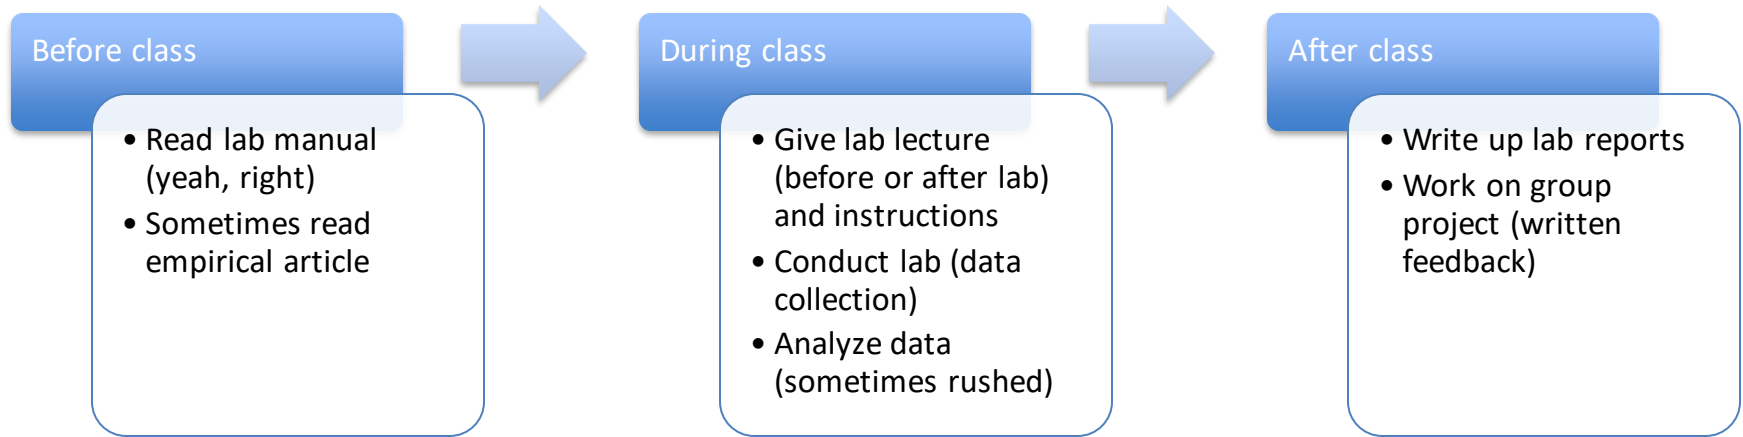 Before class
• Read lab manual
(yeah, right)
• Sometimes read
empirical article
During class
• Give lab lecture
(before or after lab)
and instructions
• Conduct lab (data
collection)
• Analyze data
(sometimes rushed)
After class
• Write up lab reports
• Work on group
project (written
feedback)